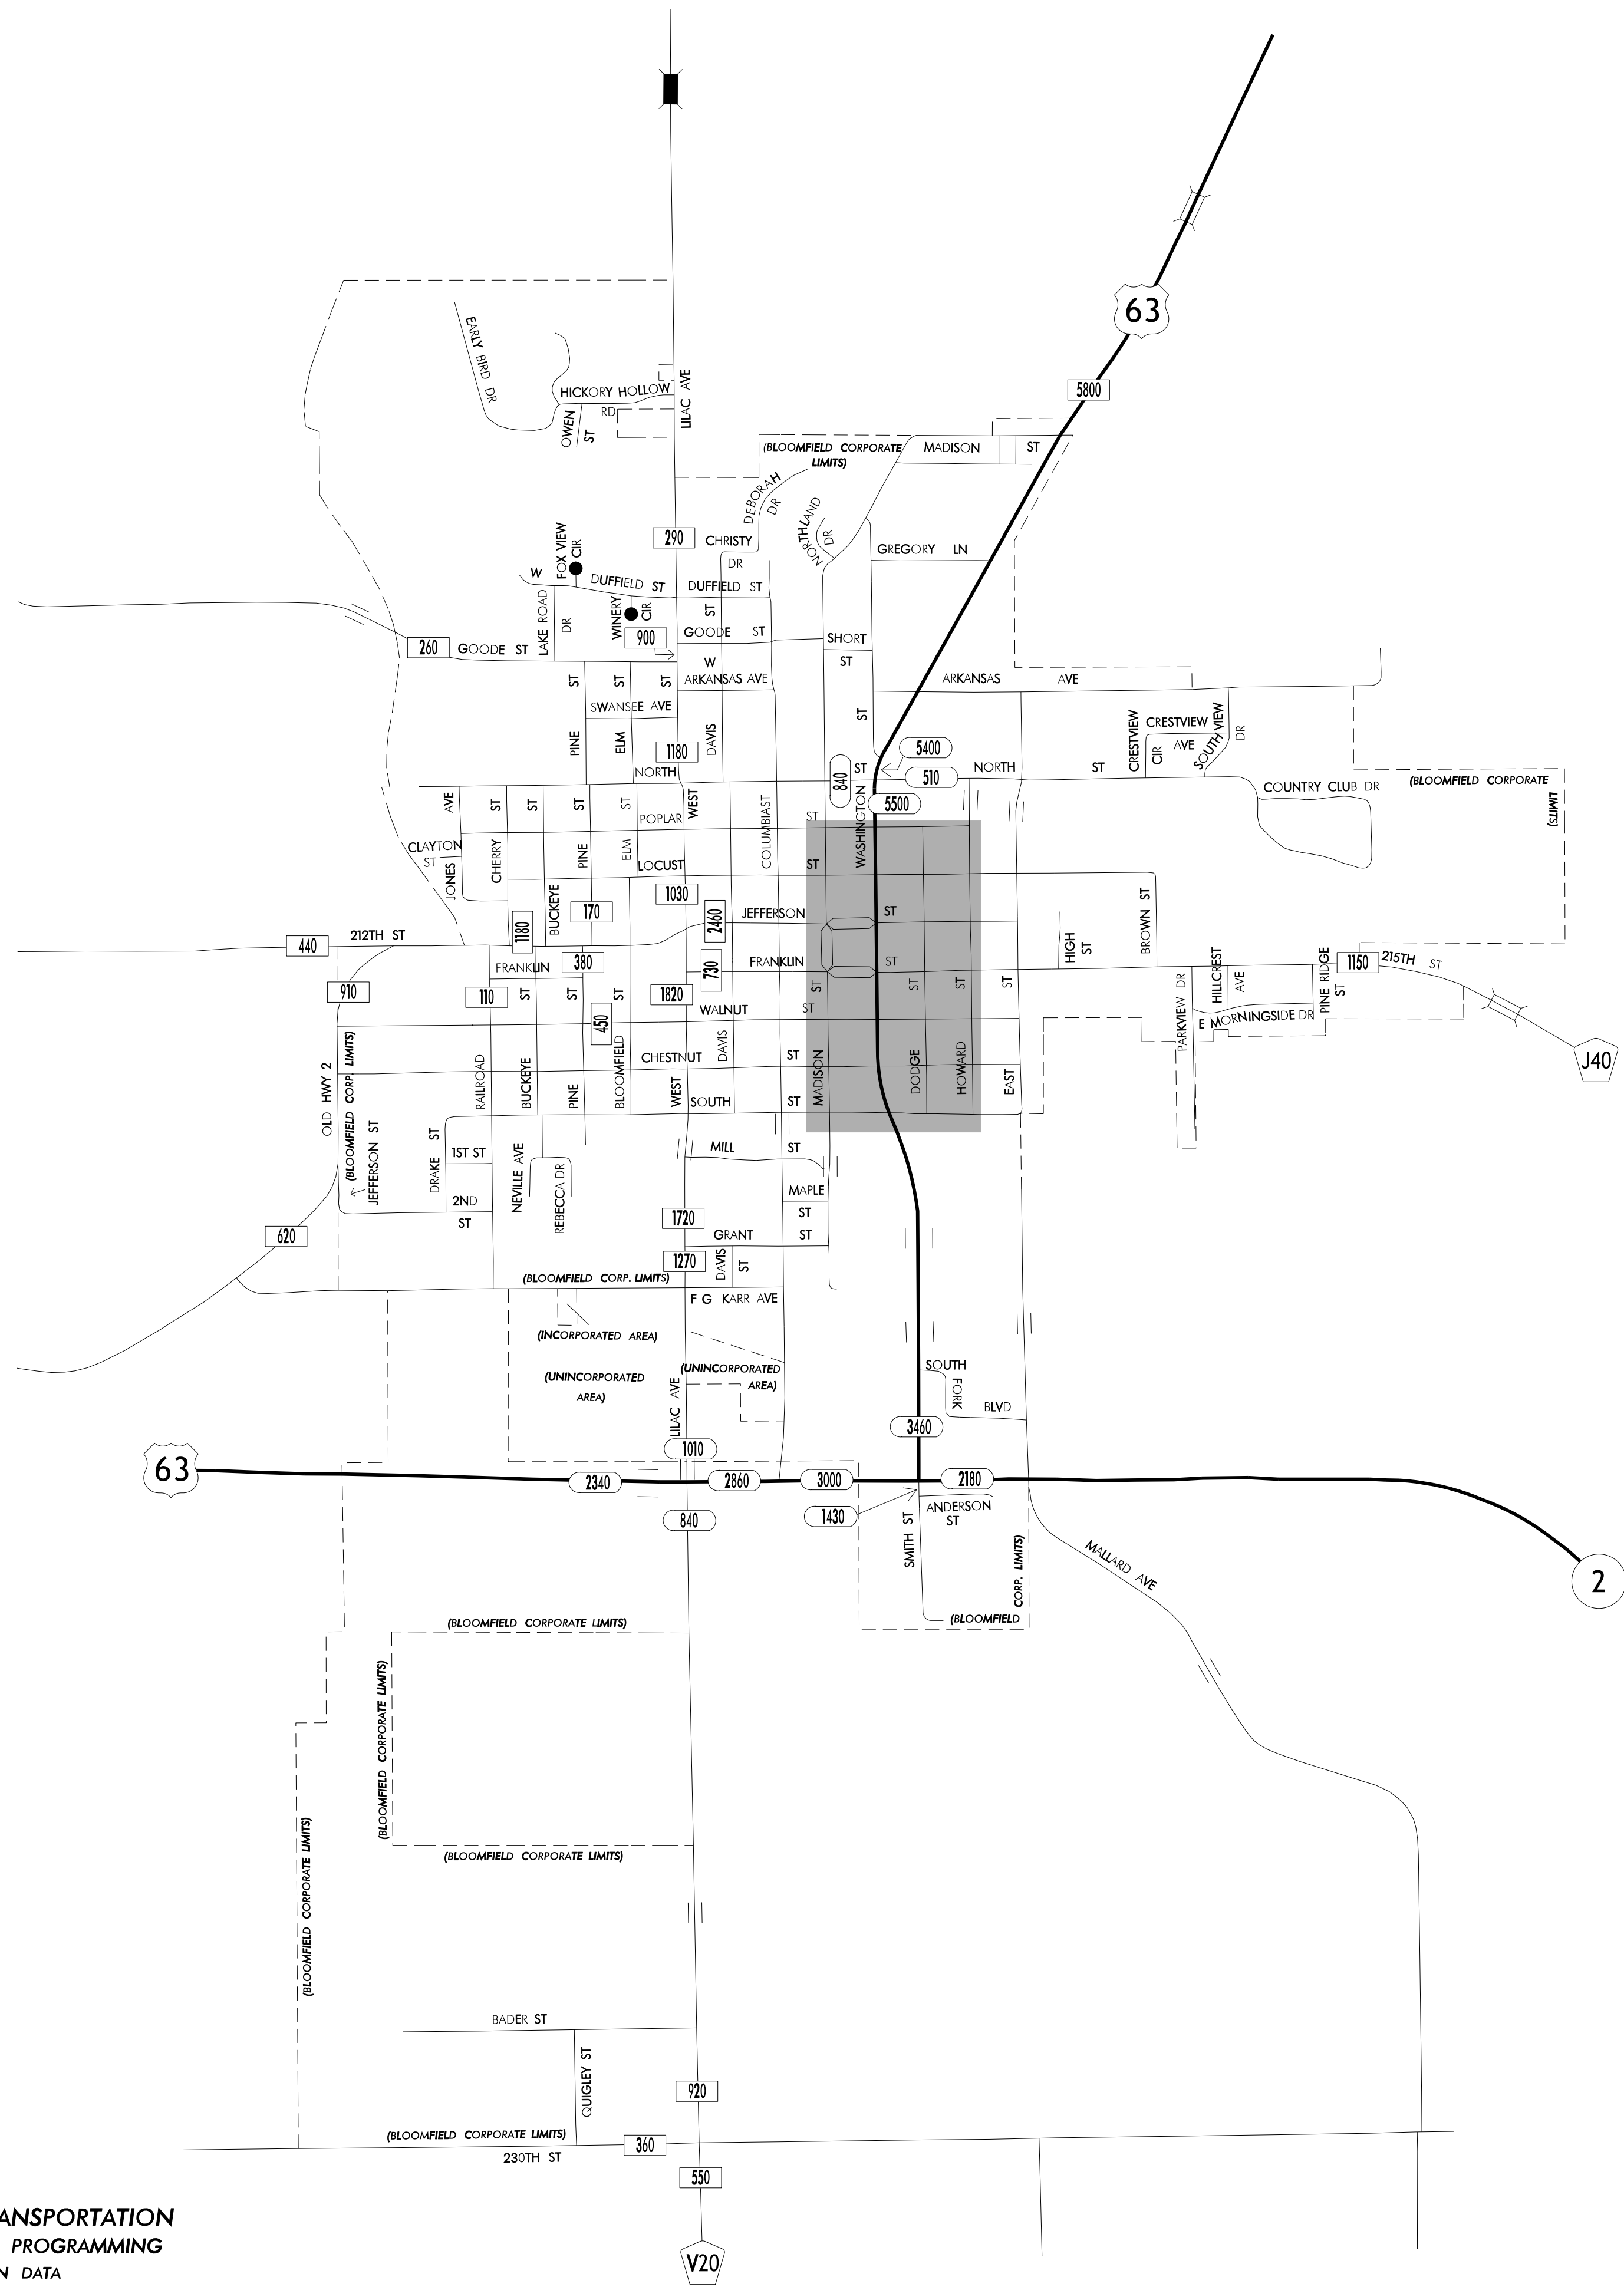 63
5800
EARLY BIRD DR
HICKORY HOLLOW
RD
OWEN
ST
LILAC AVE
(BLOOMFIELD CORPORATE
LIMITS)
MADISON ST
DEBORAH
DR
NORTHLAND
DR
290
CHRISTY
DR
GREGORY LN
FOX VIEW
CIR
W DUFFIELD ST
DUFFIELD ST
LAKE ROAD
DR
WINERY
CIR
900
ST
GOODE ST
SHORT
ST
260
GOODE ST
W
ARKANSAS AVE
ARKANSAS AVE
ST
ST
ST
SWANSEE AVE
PINE
ELM
1180
DAVIS
ST
CRESTVIEW
CIR
CRESTVIEW
AVE
SOUTHVIEW
DR
5400
840
ST
510
NORTH
NORTH ST
5500
COUNTRY CLUB DR
(BLOOMFIELD CORPORATE
LIMITS)
AVE
ST
ST
ST
ST
POPLAR
WEST
COLUMBIAST
ST
WASHINGTON
CLAYTON
ST
JONES
CHERRY
PINE
ELM
LOCUST
ST
BUCKEYE
170
1030
2460
JEFFERSON
ST
1180
440
212TH ST
HIGH
ST
BROWN ST
FRANKLIN
380
730
FRANKLIN
ST
1150
215TH ST
910
110
ST
ST
ST
1820
WALNUT
ST
ST
ST
ST
ST
PARKVIEW DR
HILLCREST
AVE
PINE RIDGE
ST
E MORNINGSIDE DR
450
J40
OLD HWY 2
(BLOOMFIELD CORP. LIMITS)
RAILROAD
BUCKEYE
PINE
BLOOMFIELD
CHESTNUT
DAVIS
ST
MADISON
DODGE
HOWARD
EAST
WEST
SOUTH
ST
JEFFERSON ST
DRAKE ST
1ST ST
2ND
ST
NEVILLE AVE
REBECCA DR
MILL ST
MAPLE
ST
1720
620
GRANT ST
1270
DAVIS
ST
(BLOOMFIELD CORP. LIMITS)
F G KARR AVE
(INCORPORATED AREA)
(UNINCORPORATED
AREA)
(UNINCORPORATED
AREA)
LILAC AVE
SOUTH
FORK
BLVD
3460
1010
63
2340
2860
3000
2180
840
1430
ANDERSON
ST
SMITH ST
CORP. LIMITS)
(BLOOMFIELD
MALLARD AVE
2
(BLOOMFIELD CORPORATE LIMITS)
(BLOOMFIELD CORPORATE LIMITS)
(BLOOMFIELD CORPORATE LIMITS)
(BLOOMFIELD CORPORATE LIMITS)
BADER ST
QUIGLEY ST
920
(BLOOMFIELD CORPORATE LIMITS)
360
230TH ST
550
V20
ANSPORTATION
PROGRAMMING
N DATA